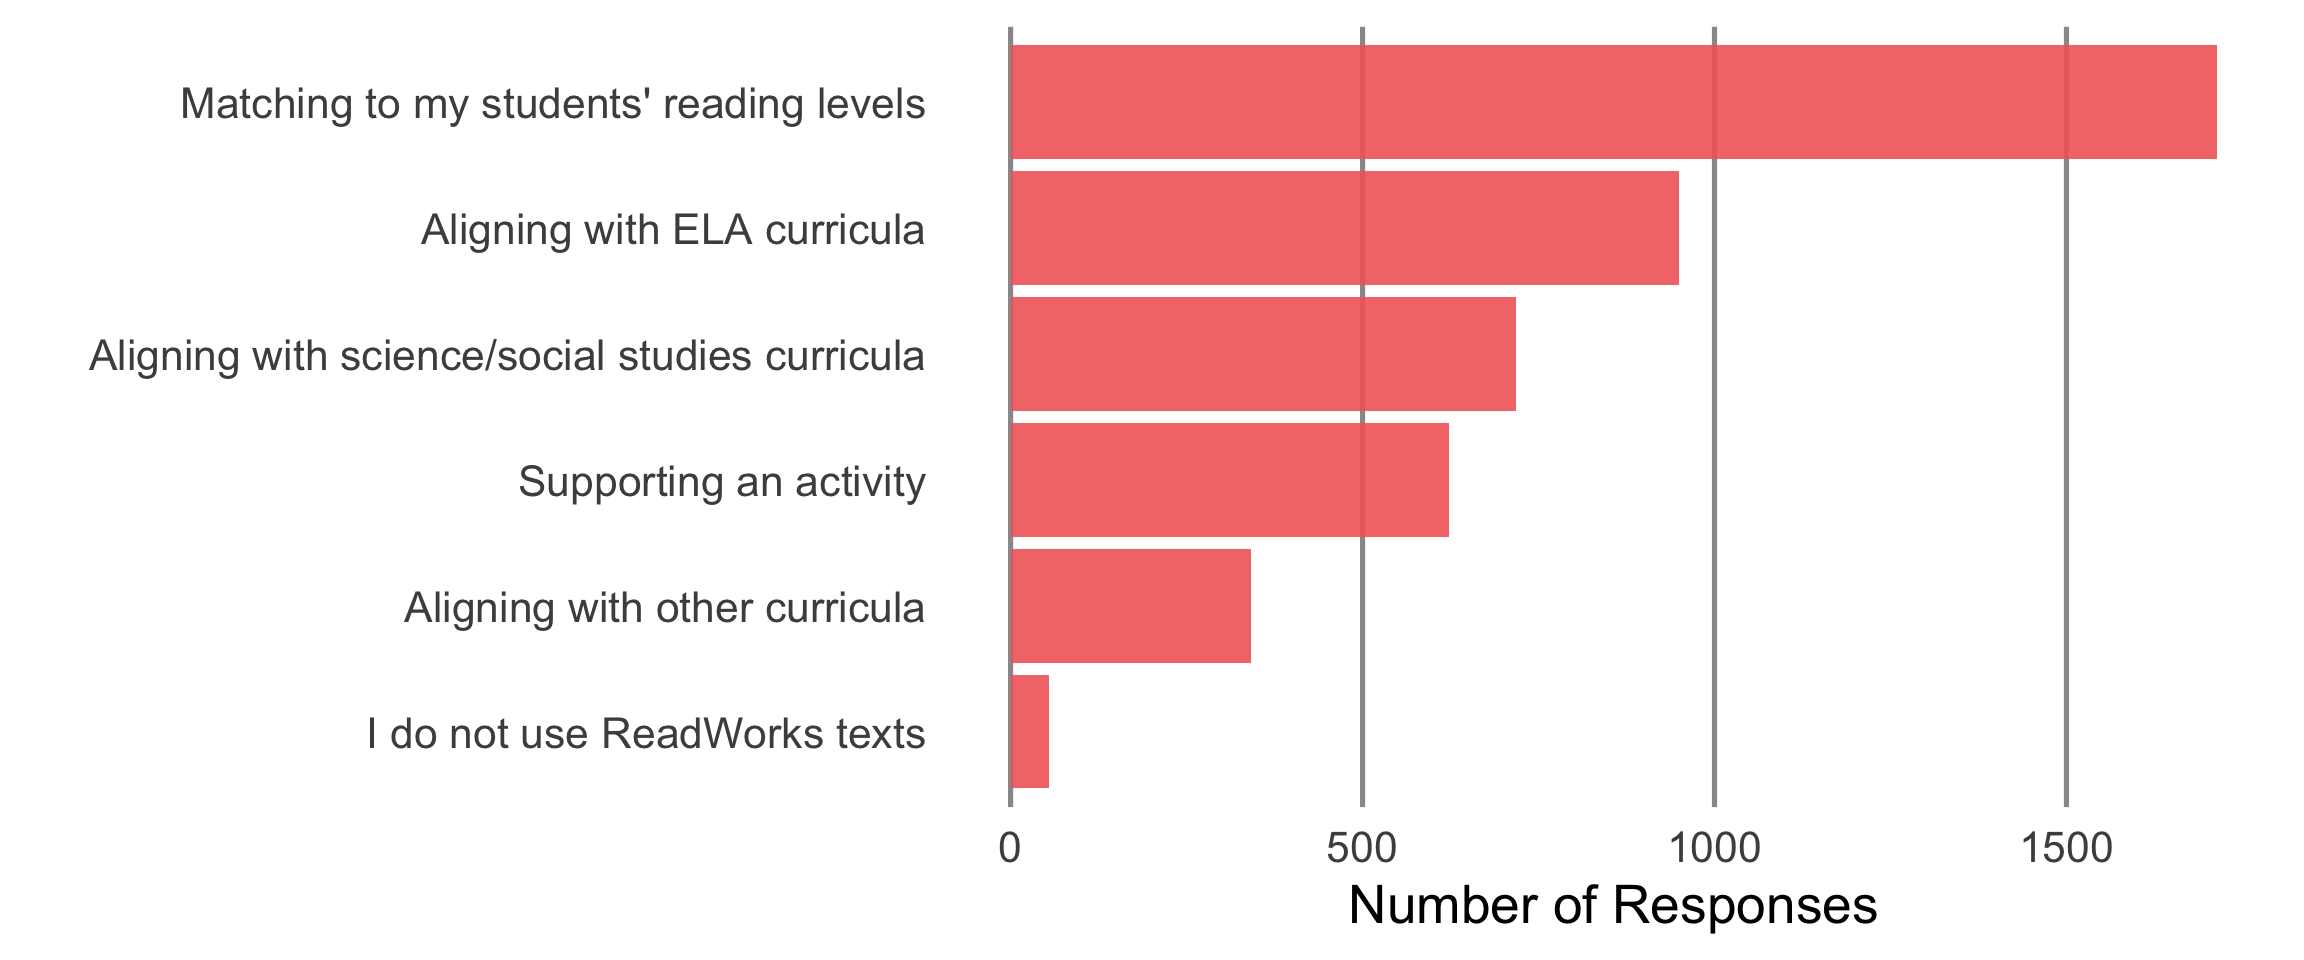 Matching to my students' reading levels
Aligning with ELA curricula
Aligning with science/social studies curricula
Supporting an activity
Aligning with other curricula
I do not use ReadWorks texts
0 500 1000 1500
Number of Responses